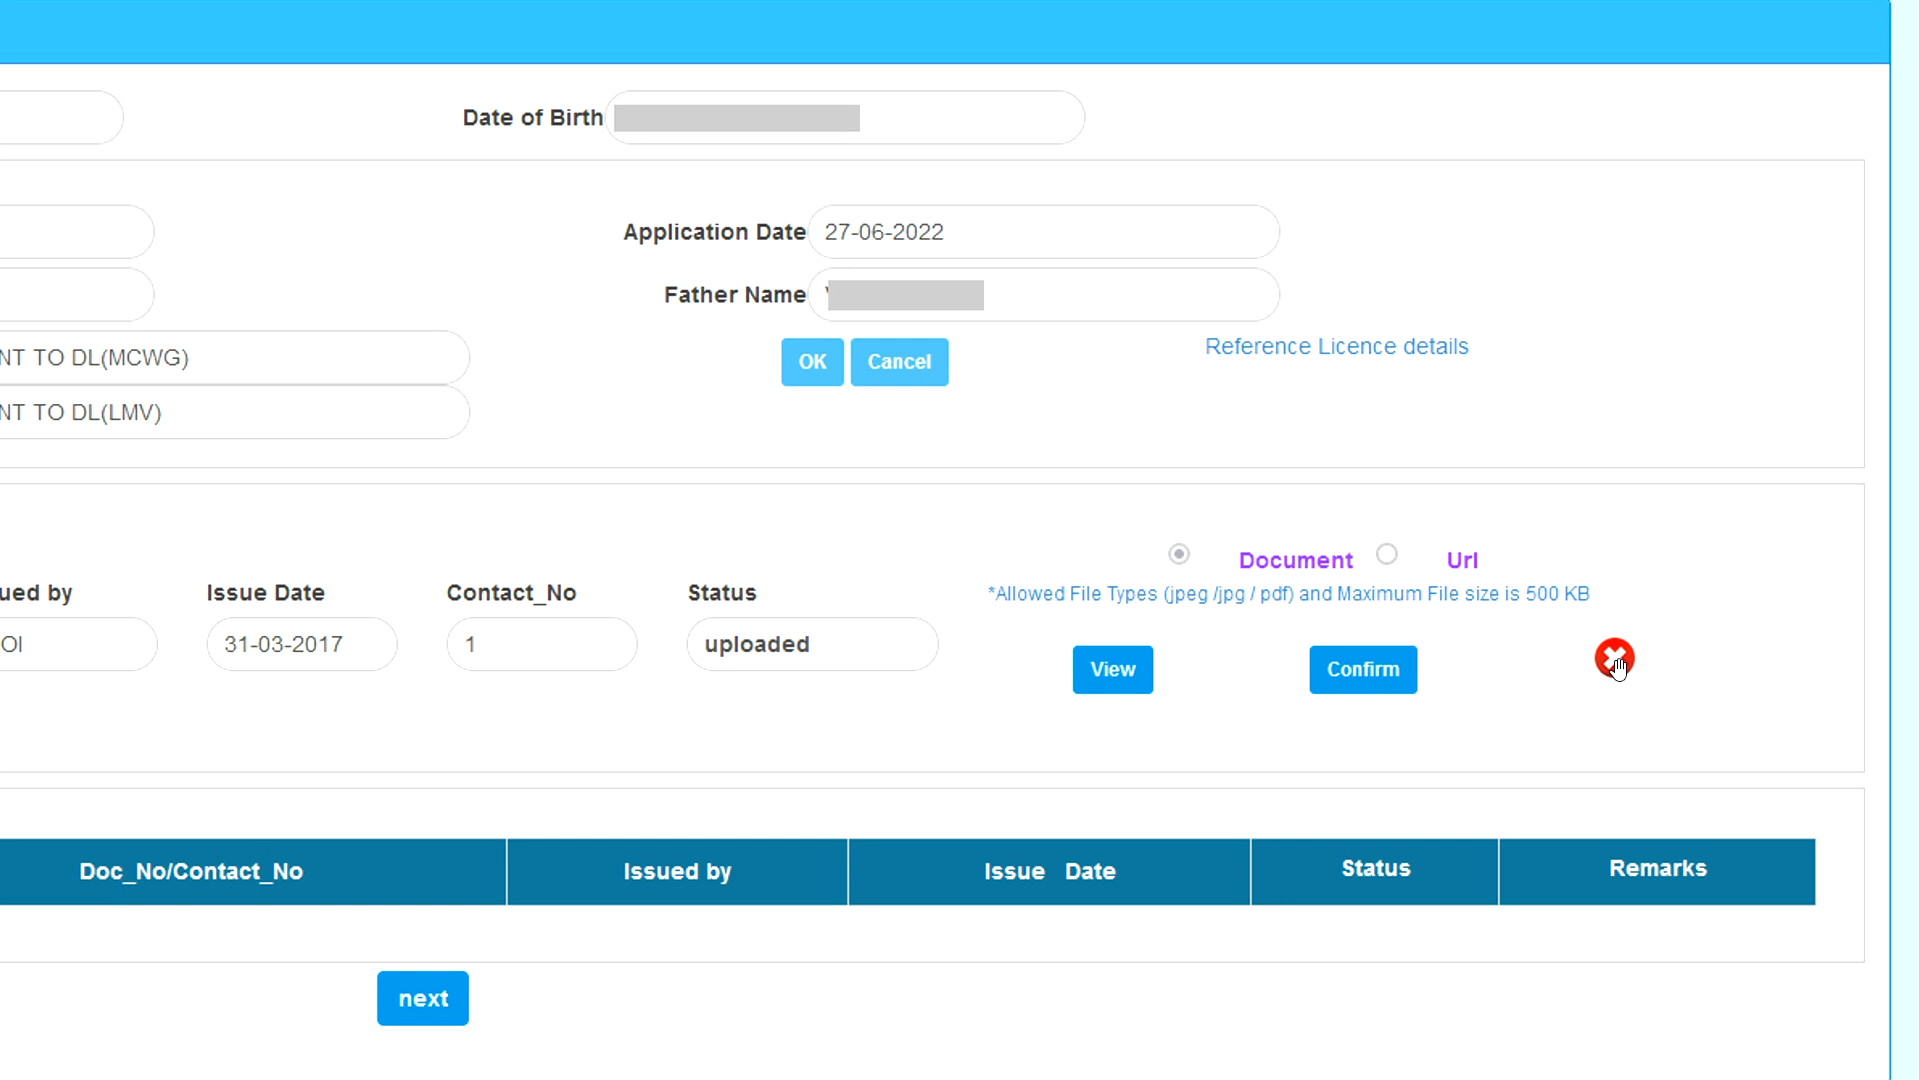 Date of Birth
Application Date 27-06-2022
Father Name
NT TO DL(MCWG)
OK Cancel Reference Licence details
NT TO DL(LMV)
Document Url
ued by Issue Date Contact_No Status *Allowed File Types (jpeg /jpg / pdf) and Maximum File size is 500 KB
OI 31-03-2017 1 uploaded View Confirm
Doc_No/Contact_No Issued by Issue Date Status Remarks
next